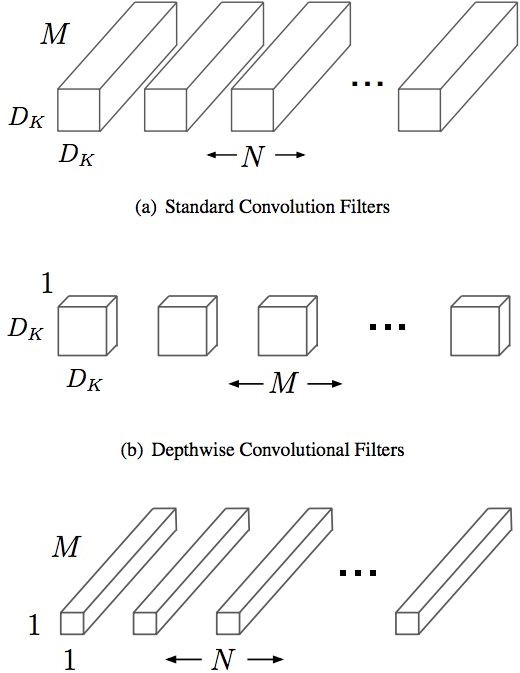 M
D_K
D_K
N
...
(a) Standard Convolution Filters
1
D_K
D_K
M
...
(b) Depthwise Convolutional Filters
M
1
1
N
...